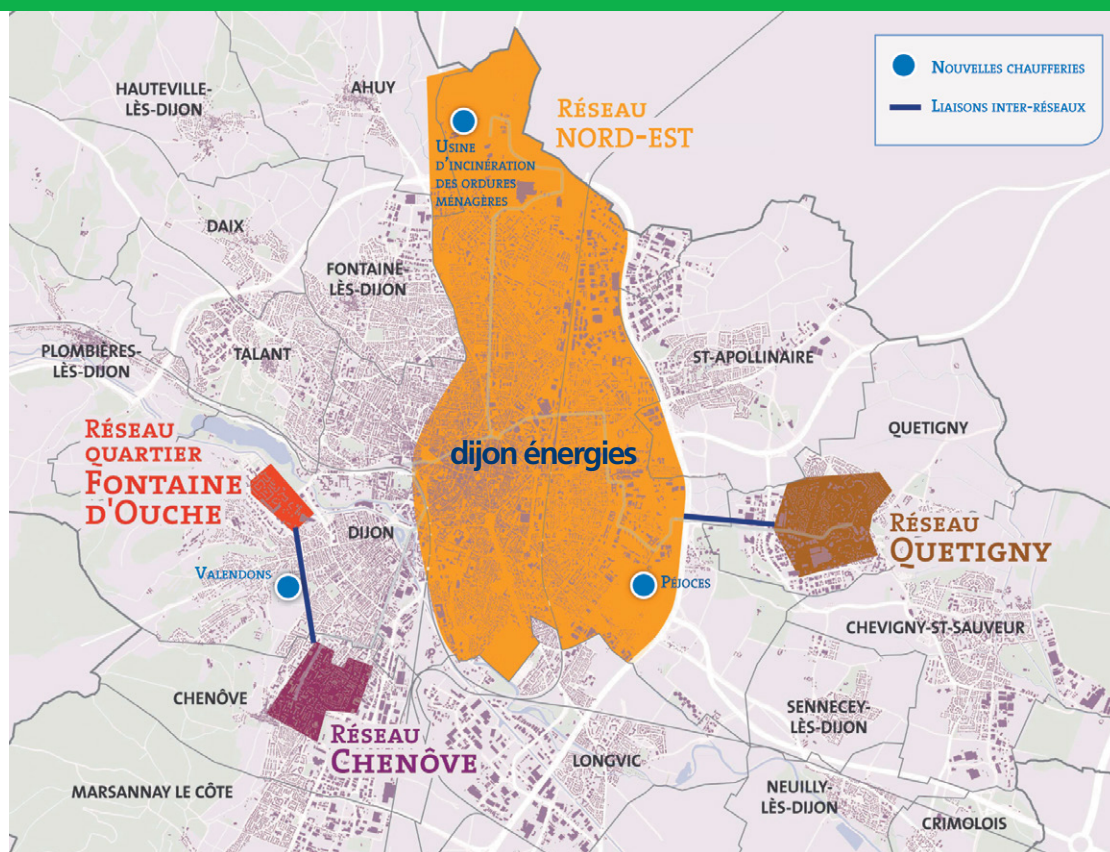 Nouvelles chaufferies
Liaisons inter-réseaux
HAUTEVILLE-
LÈS-DIJON
AHUY
Réseau
NORD-EST
Usine
d'incinération
des ordures
ménagères
DAIX
FONTAINE-
LÈS-DIJON
PLOMBIÈRES-
LÈS-DIJON
TALANT
ST-APOLLINAIRE
QUETIGNY
Réseau
quartier
Fontaine
d'Ouche
dijon énergies
DIJON
Réseau
Quetigny
Valendons
Péjoces
CHEVIGNY-ST-SAUVEUR
CHENÔVE
Réseau
Chenôve
SENNECEY-
LÈS-DIJON
LONGVIC
MARSANNAY LE CÔTE
NEUILLY-
LÈS-DIJON
CRIMOLOIS